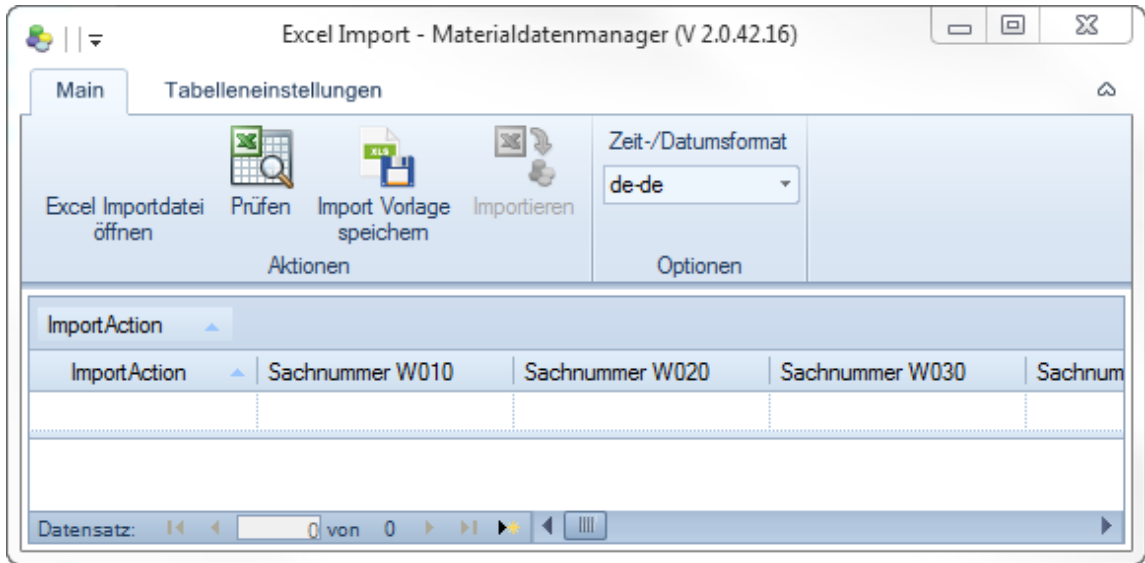 Excel Import - Materialdatenmanager (V 2.0.42.16)
Main Tabelleneinstellungen
Excel Importdatei öffnen
Prüfen
Import Vorlage speichern
Importieren
Aktionen
Zeit-/Datumsformat
de-de
Optionen
ImportAction
ImportAction Sachnummer W010 Sachnummer W020 Sachnummer W030 Sachnum
Datensatz: 0 von 0